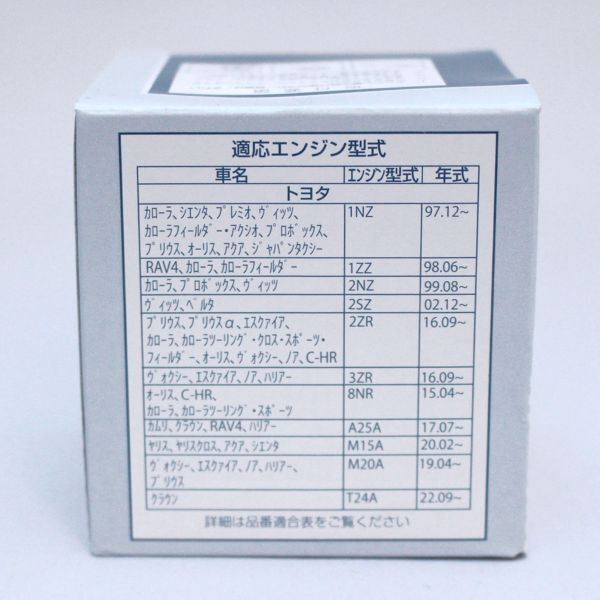 適応エンジン型式
車名 エンジン型式 年式
トヨタ
カローラ、シエンタ、プレミオ、ヴィッツ、 1NZ 97.12~
カローラフィールダー・アクシオ、プロボックス、
プリウス、オーリス、アクア、ジャパンタクシー
RAV4、カローラ、カローラフィールダー 1ZZ 98.06~
カローラ、プロボックス、ヴィッツ 2NZ 99.08~
ヴィッツ、ベルタ 2SZ 02.12~
プリウス、プリウスα、エスクァイア、 2ZR 16.09~
カローラ、カローラツーリング・クロス・スポーツ・
フィールダー、オーリス、ヴォクシー、ノア、C-HR
ヴォクシー、エスクァイア、ノア、ハリアー 3ZR 16.09~
オーリス、C-HR、 8NR 15.04~
カローラ、カローラツーリング・スポーツ
カムリ、クラウン、RAV4、ハリアー A25A 17.07~
ヤリス、ヤリスクロス、アクア、シエンタ M15A 20.02~
ヴォクシー、エスクァイア、ノア、ハリアー、 M20A 19.04~
プリウス
クラウン T24A 22.09~
詳細は品番適合表をご覧ください